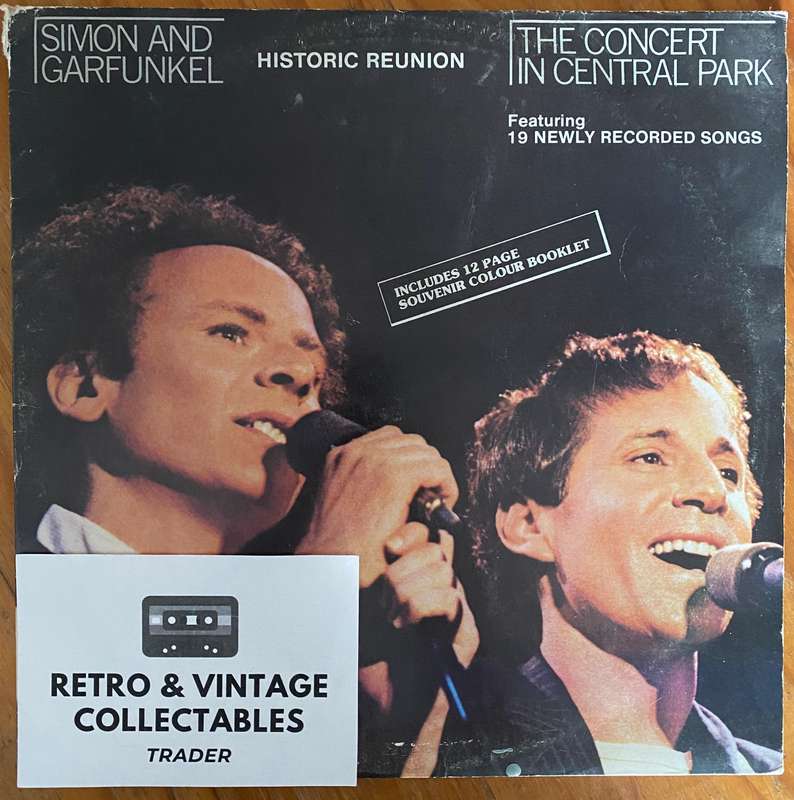 SIMON AND
GARFUNKEL
HISTORIC REUNION
THE CONCERT
IN CENTRAL PARK
Featuring
19 NEWLY RECORDED SONGS
INCLUDES 12 PAGE
SOUVENIR COLOUR BOOKLET
RETRO & VINTAGE
COLLECTABLES
TRADER